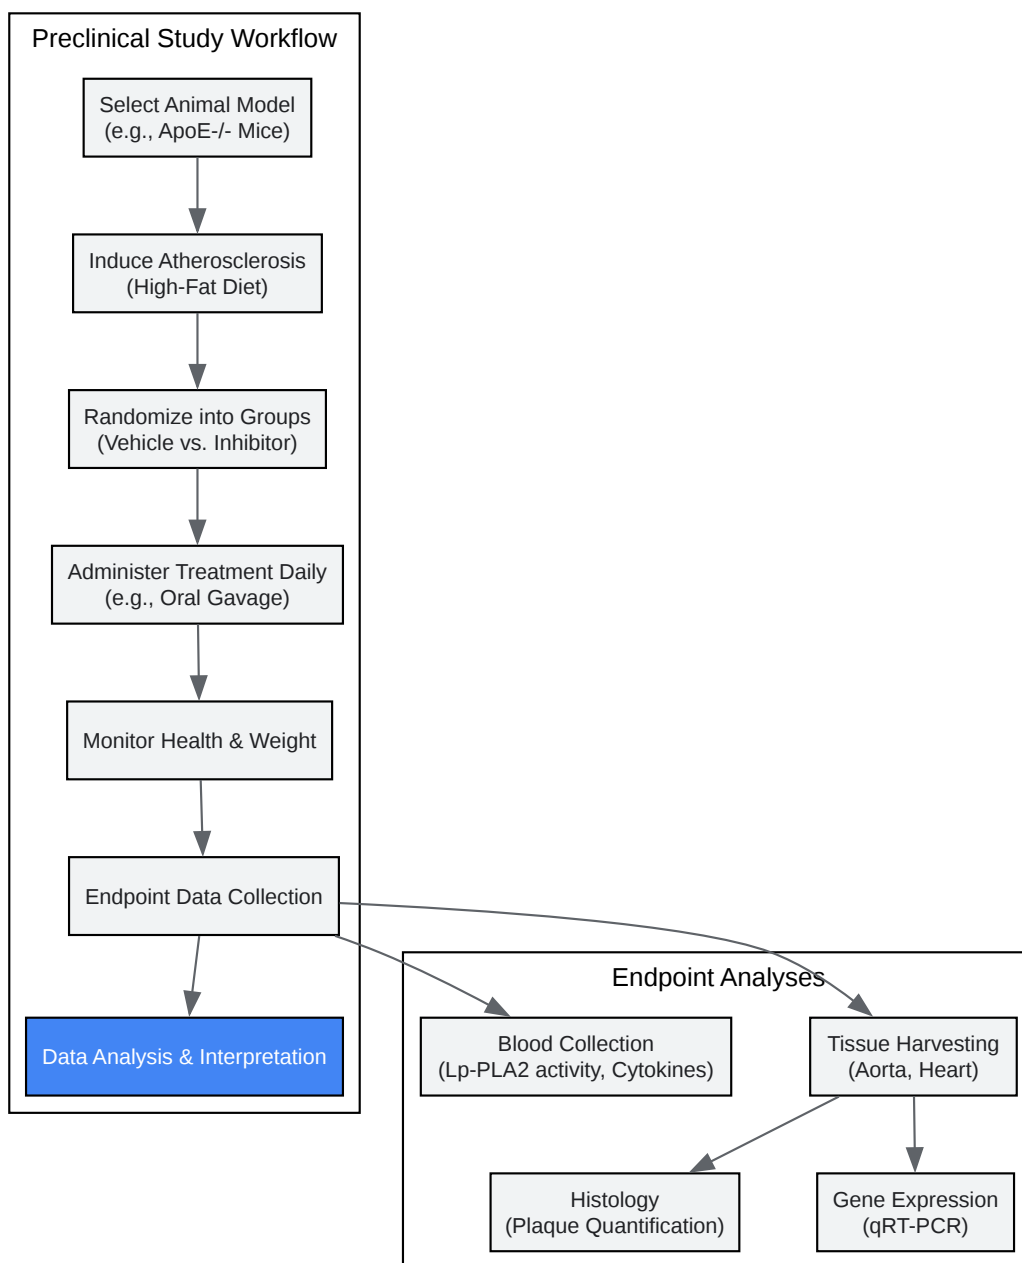 Preclinical Study Workflow
Select Animal Model
(e.g., ApoE-/- Mice)
Induce Atherosclerosis
(High-Fat Diet)
Randomize into Groups
(Vehicle vs. Inhibitor)
Administer Treatment Daily
(e.g., Oral Gavage)
Monitor Health & Weight
Endpoint Data Collection
Data Analysis & Interpretation
Endpoint Analyses
Blood Collection
(Lp-PLA2 activity, Cytokines)
Tissue Harvesting
(Aorta, Heart)
Histology
(Plaque Quantification)
Gene Expression
(qRT-PCR)